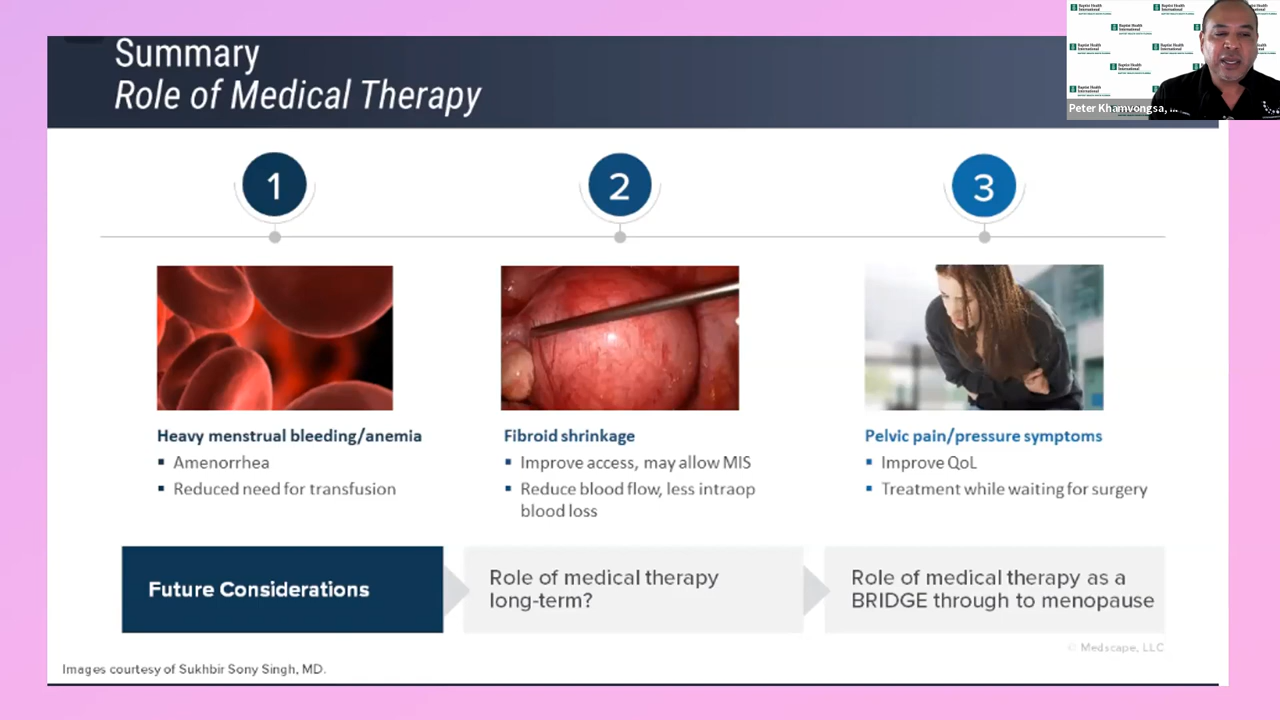 Summary
Role of Medical Therapy
Baptist Health
International
Peter Khamvongsa,
1
2
3
Heavy menstrual bleeding/anemia
▪ Amenorrhea
▪ Reduced need for transfusion
Fibroid shrinkage
▪ Improve access, may allow MIS
▪ Reduce blood flow, less intraop
blood loss
Pelvic pain/pressure symptoms
▪ Improve QoL
▪ Treatment while waiting for surgery
Future Considerations
Role of medical therapy
long-term?
Role of medical therapy as a
BRIDGE through to menopause
© Medscape, LLC
Images courtesy of Sukhbir Sony Singh, MD.